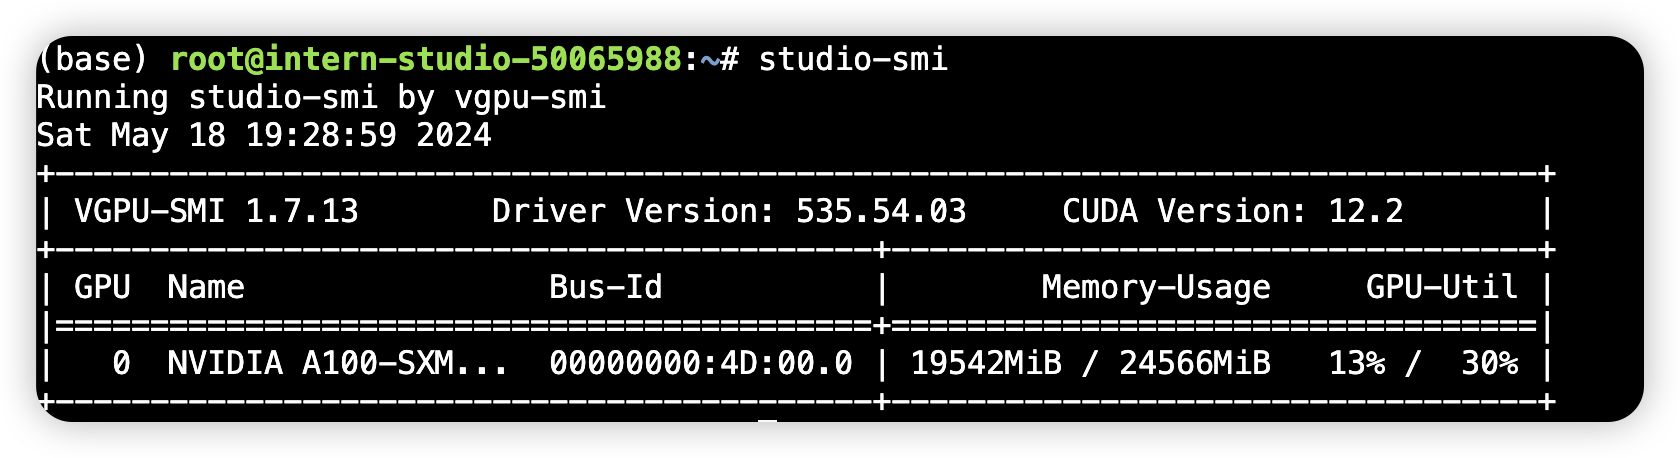 (base) root@intern-studio-50065988:~# studio-smi
Running studio-smi by vgpu-smi
Sat May 18 19:28:59 2024
+------------------------------------------------------------------------------+
| VGPU-SMI 1.7.13       Driver Version: 535.54.03     CUDA Version: 12.2       |
+-------------------------------------------+----------------------------------+
| GPU  Name                Bus-Id           |        Memory-Usage     GPU-Util |
|===========================================+==================================|
|   0  NVIDIA A100-SXM...  00000000:4D:00.0 | 19542MiB / 24566MiB   13% /  30% |
+-------------------------------------------+----------------------------------+